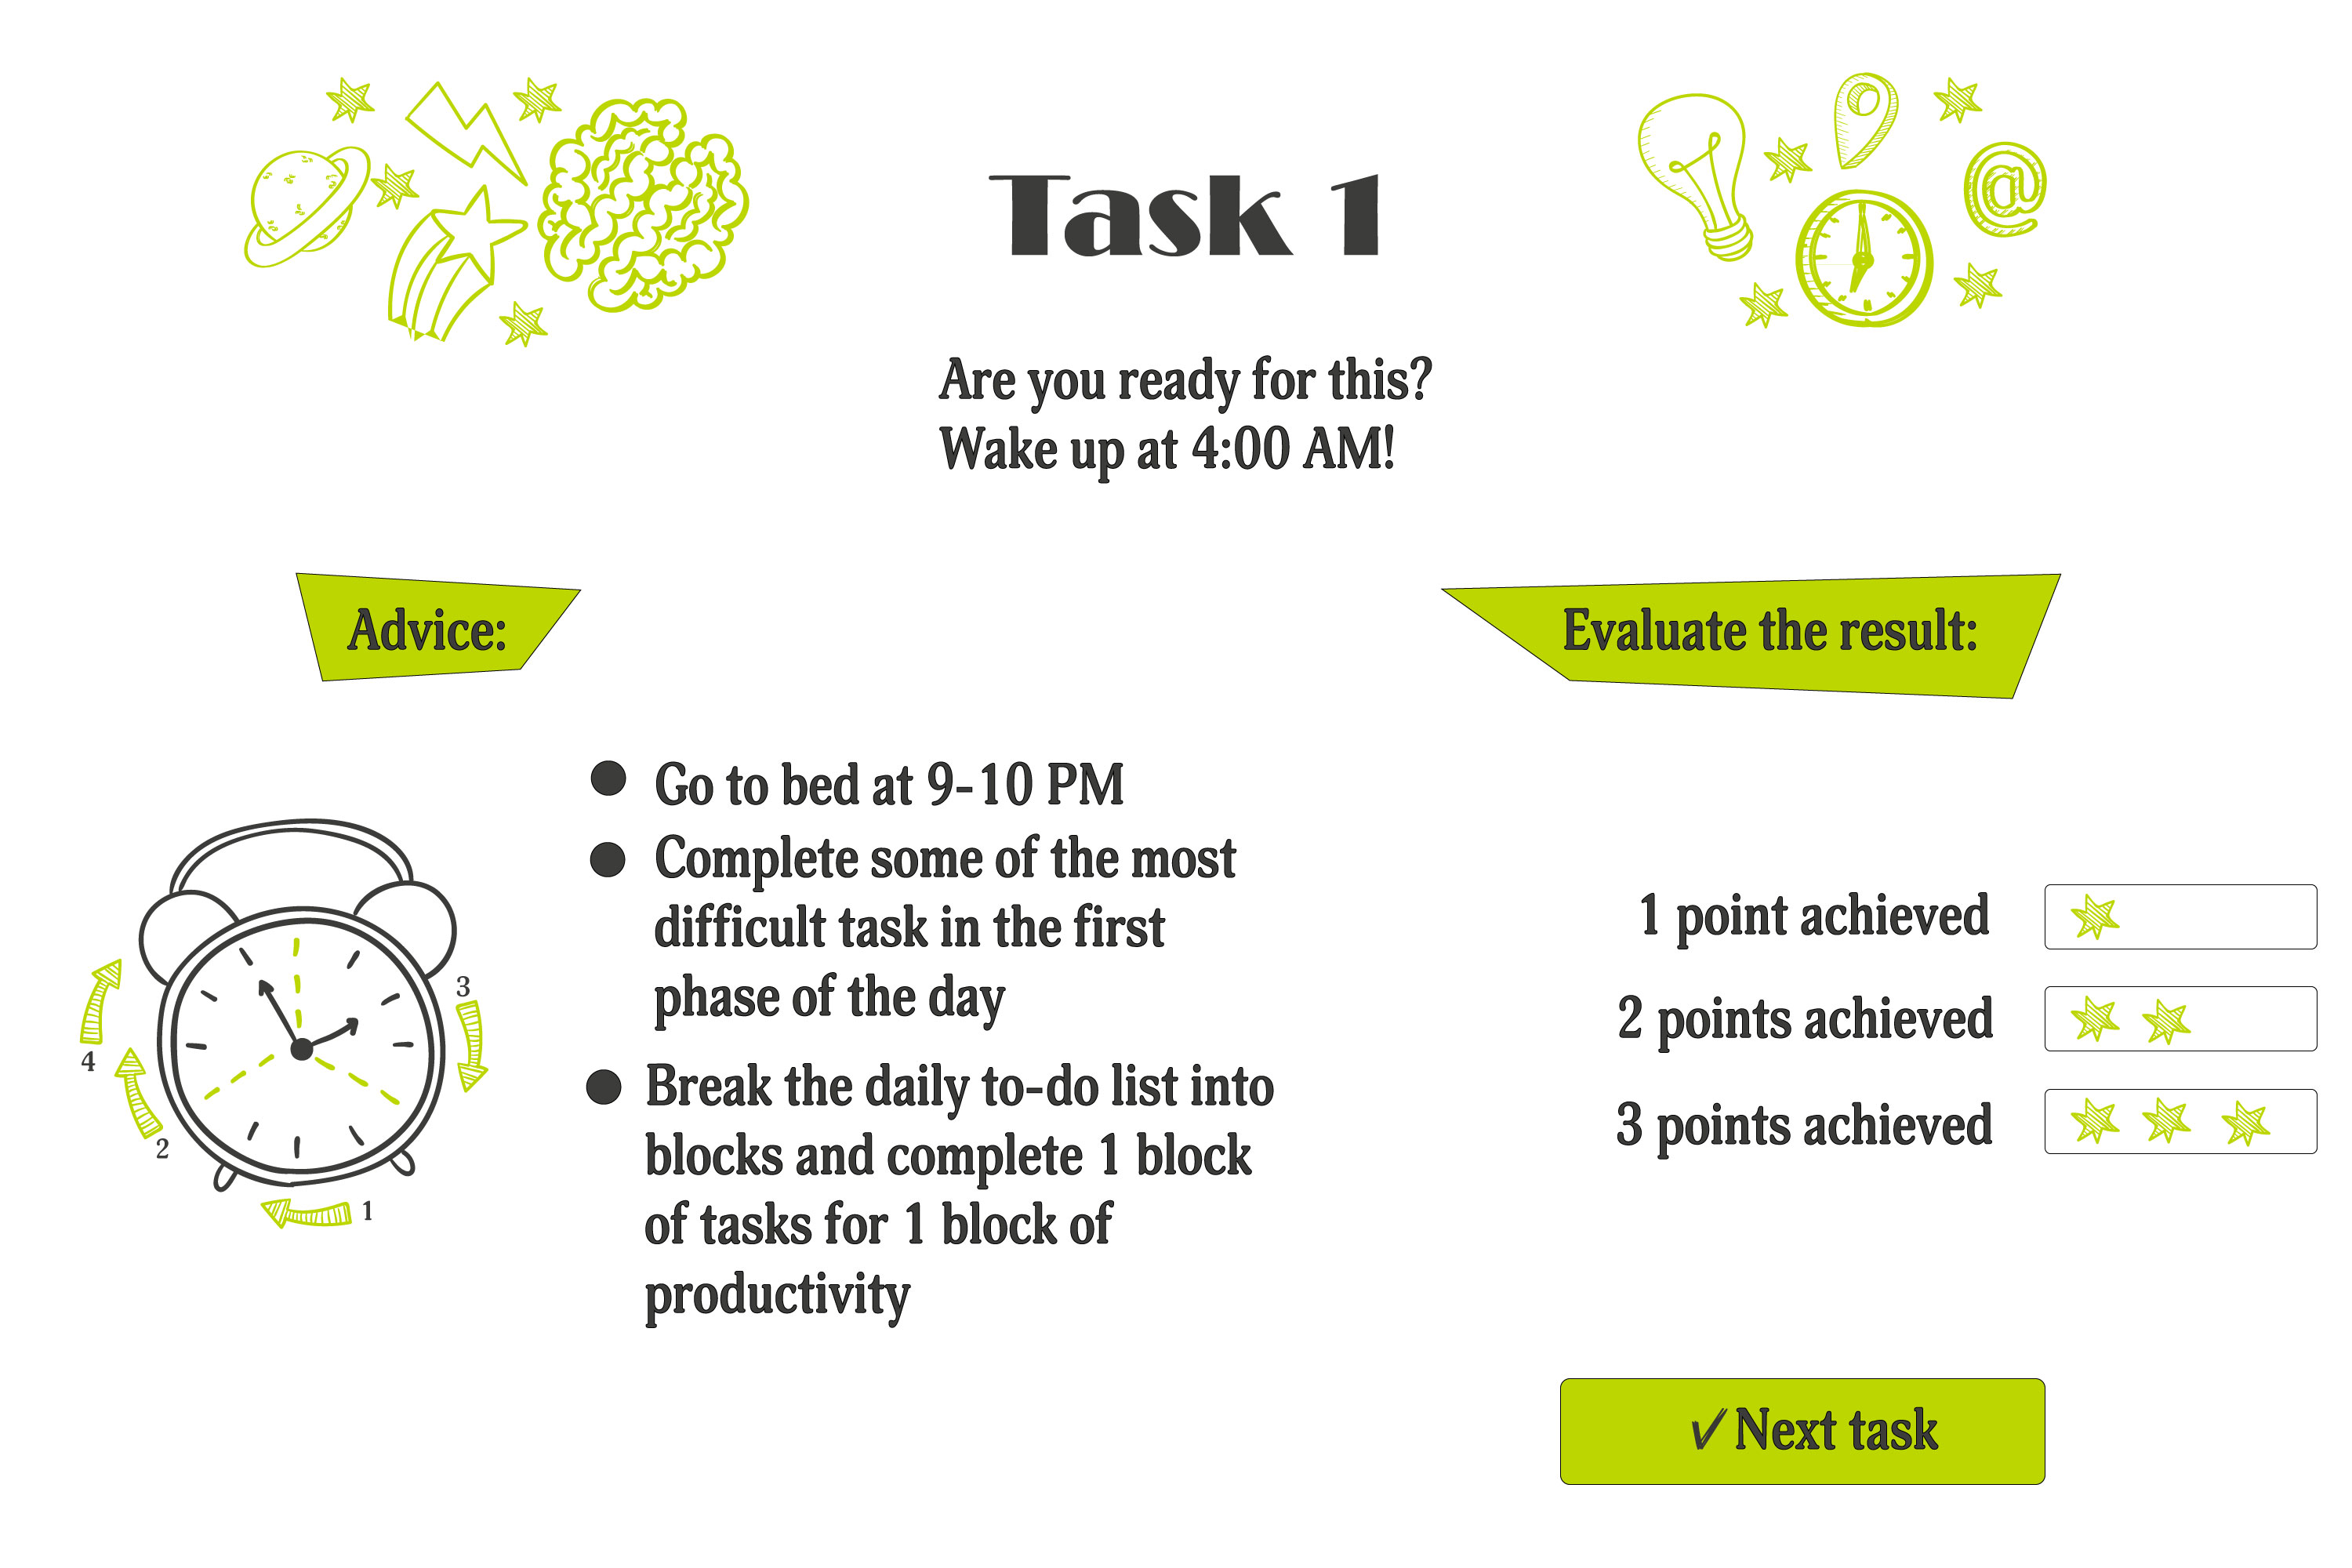 Task 1
Are you ready for this?
Wake up at 4:00 AM!
Advice:
Go to bed at 9-10 PM
Complete some of the most
difficult task in the first
phase of the day
Break the daily to-do list into
blocks and complete 1 block
of tasks for 1 block of
productivity
3
4
2
1
Evaluate the result:
1 point achieved
2 points achieved
3 points achieved
✓ Next task
@